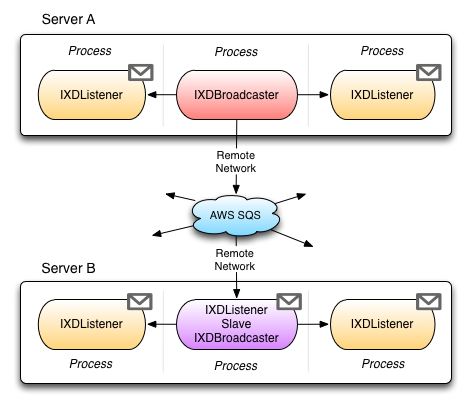 Server A
Process
Process
Process
IXDListener
IXDBroadcaster
IXDListener
Remote
Network
AWS SQS
Remote
Network
Server B
IXDListener
IXDListener
Slave
IXDBroadcaster
IXDListener
Process
Process
Process